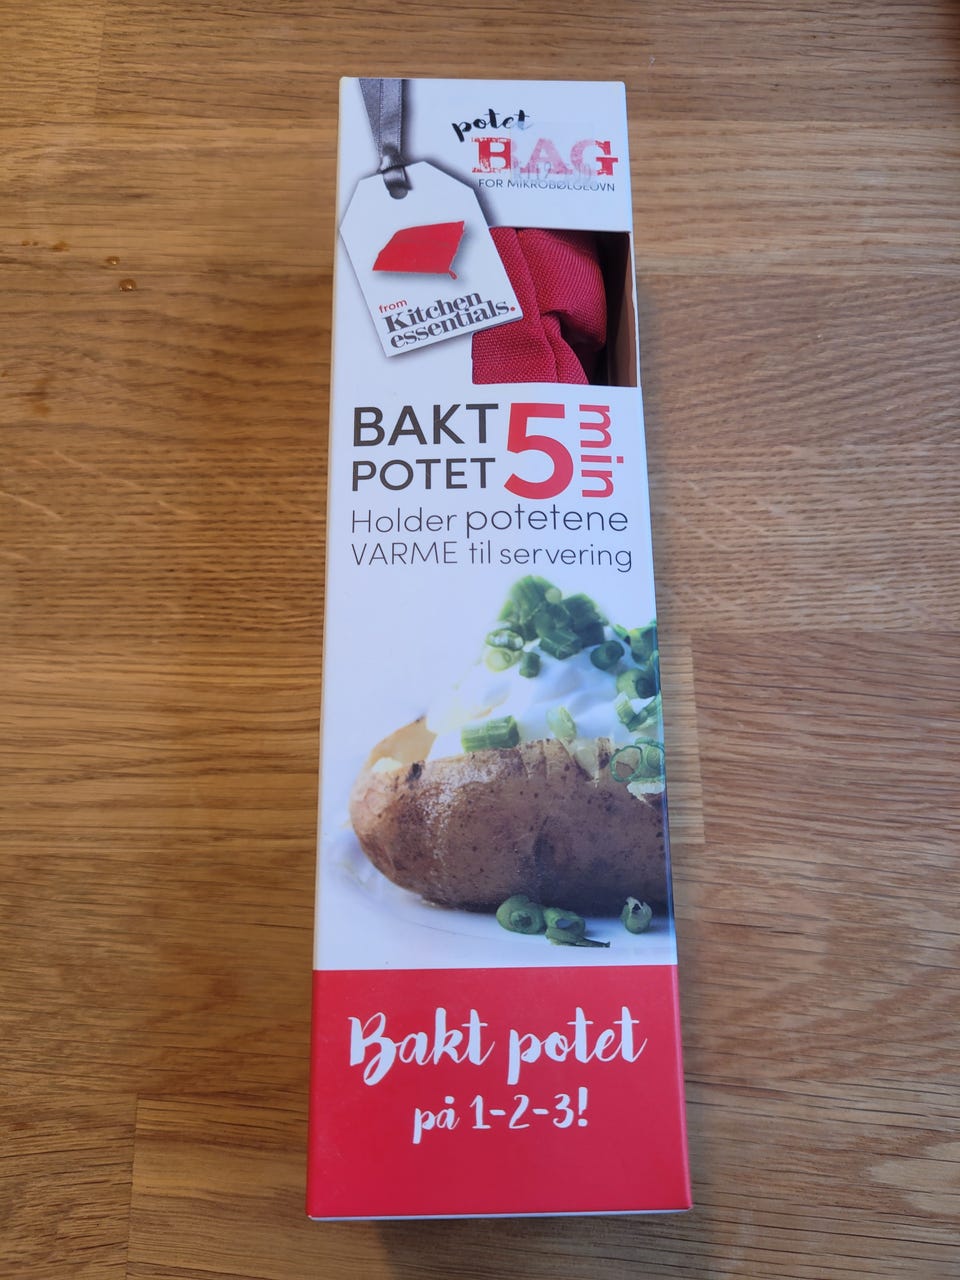 potet
BAG
FOR MIKROBØLGEOVN
from
Kitchen
essentials.
BAKT
POTET
5 min
Holder potetene
VARME til servering
Bakt potet
på 1-2-3!